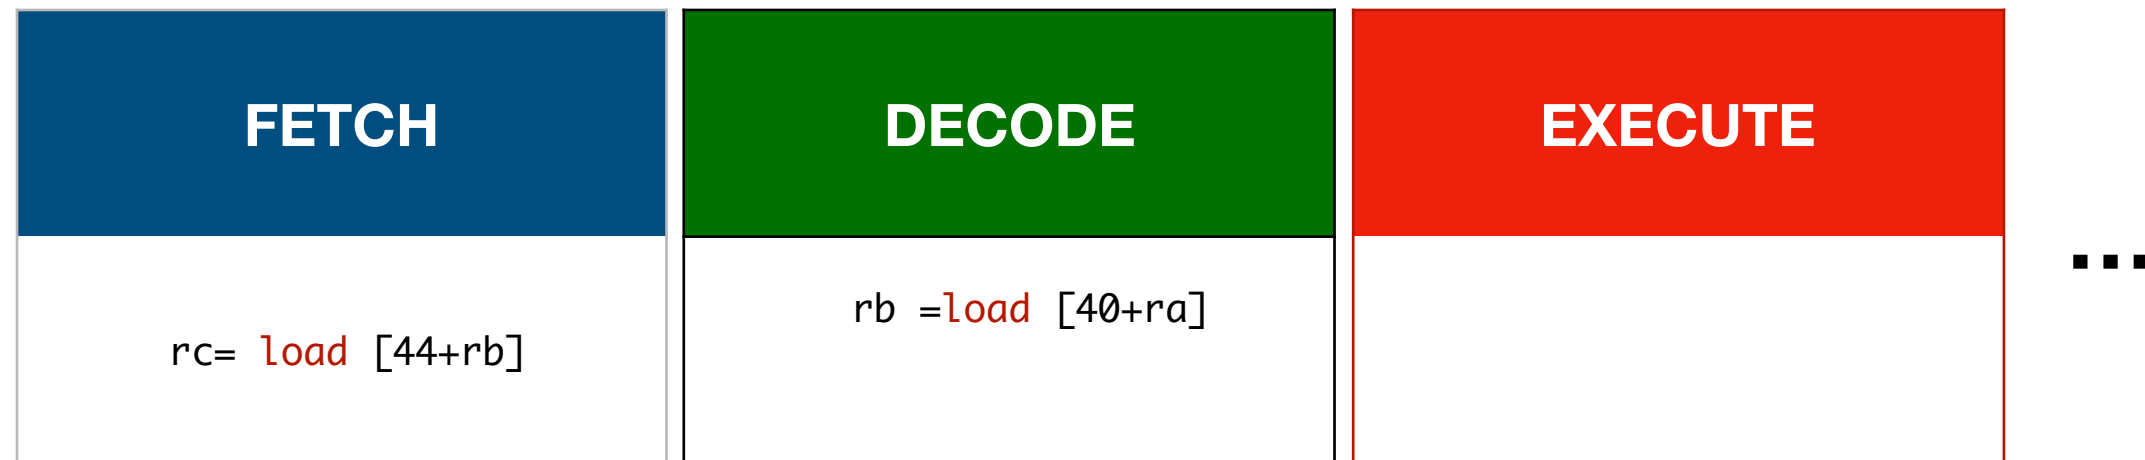 FETCH DECODE EXECUTE
rb =load [40+ra]
rc= load [44+rb]
...